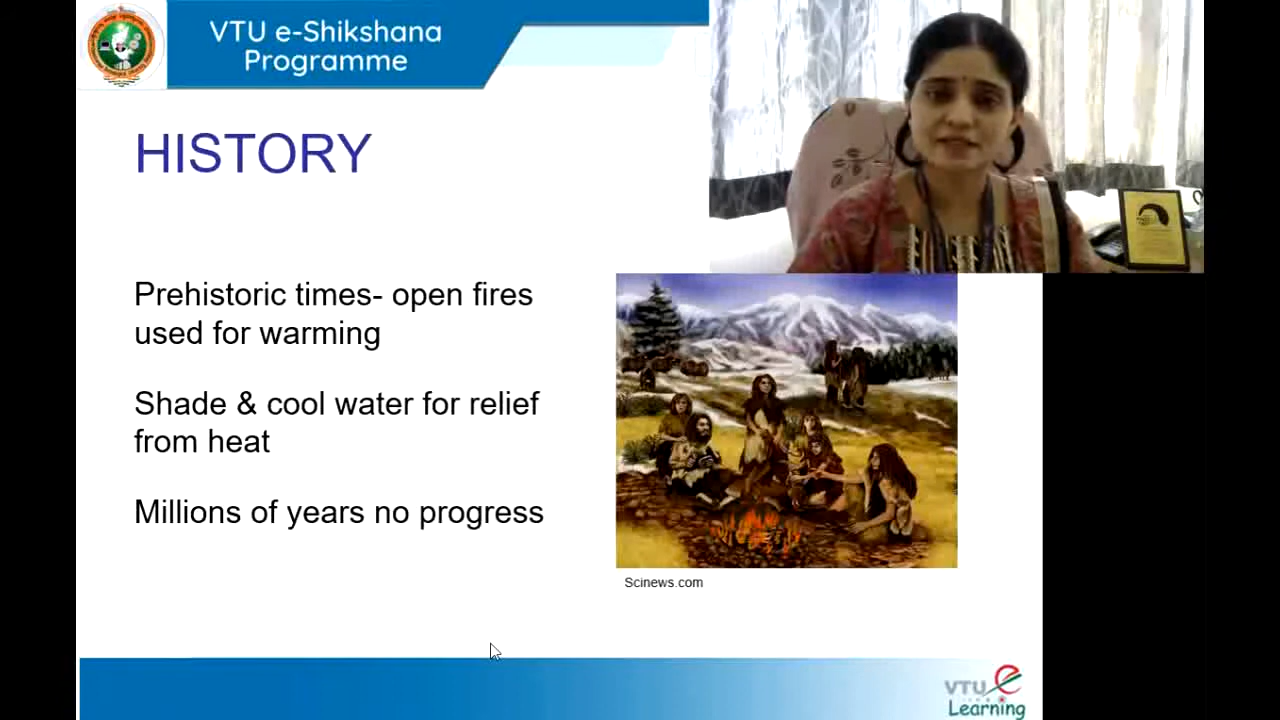 VTU e-Shikshana
Programme
HISTORY
Prehistoric times- open fires
used for warming
Shade & cool water for relief
from heat
Millions of years no progress
Scinews.com
VTU
Learning